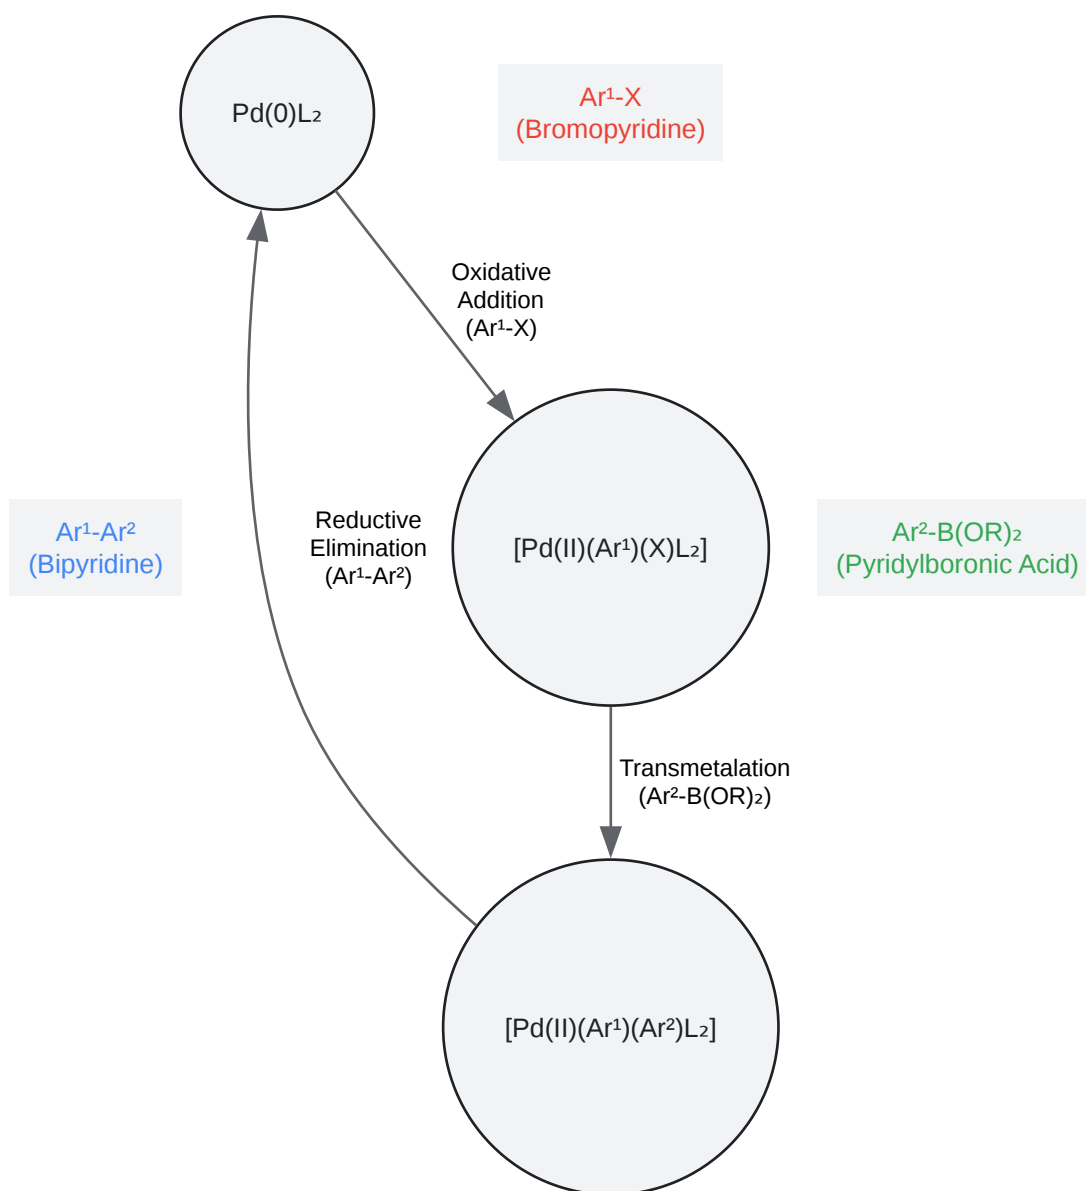 Pd(0)L₂
Ar¹-X
(Bromopyridine)
Oxidative
Addition
(Ar¹-X)
Ar¹-Ar²
(Bipyridine)
Reductive
Elimination
(Ar¹-Ar²)
[Pd(II)(Ar¹)(X)L₂]
Ar²-B(OR)₂
(Pyridylboronic Acid)
Transmetalation
(Ar²-B(OR)₂)
[Pd(II)(Ar¹)(Ar²)L₂]